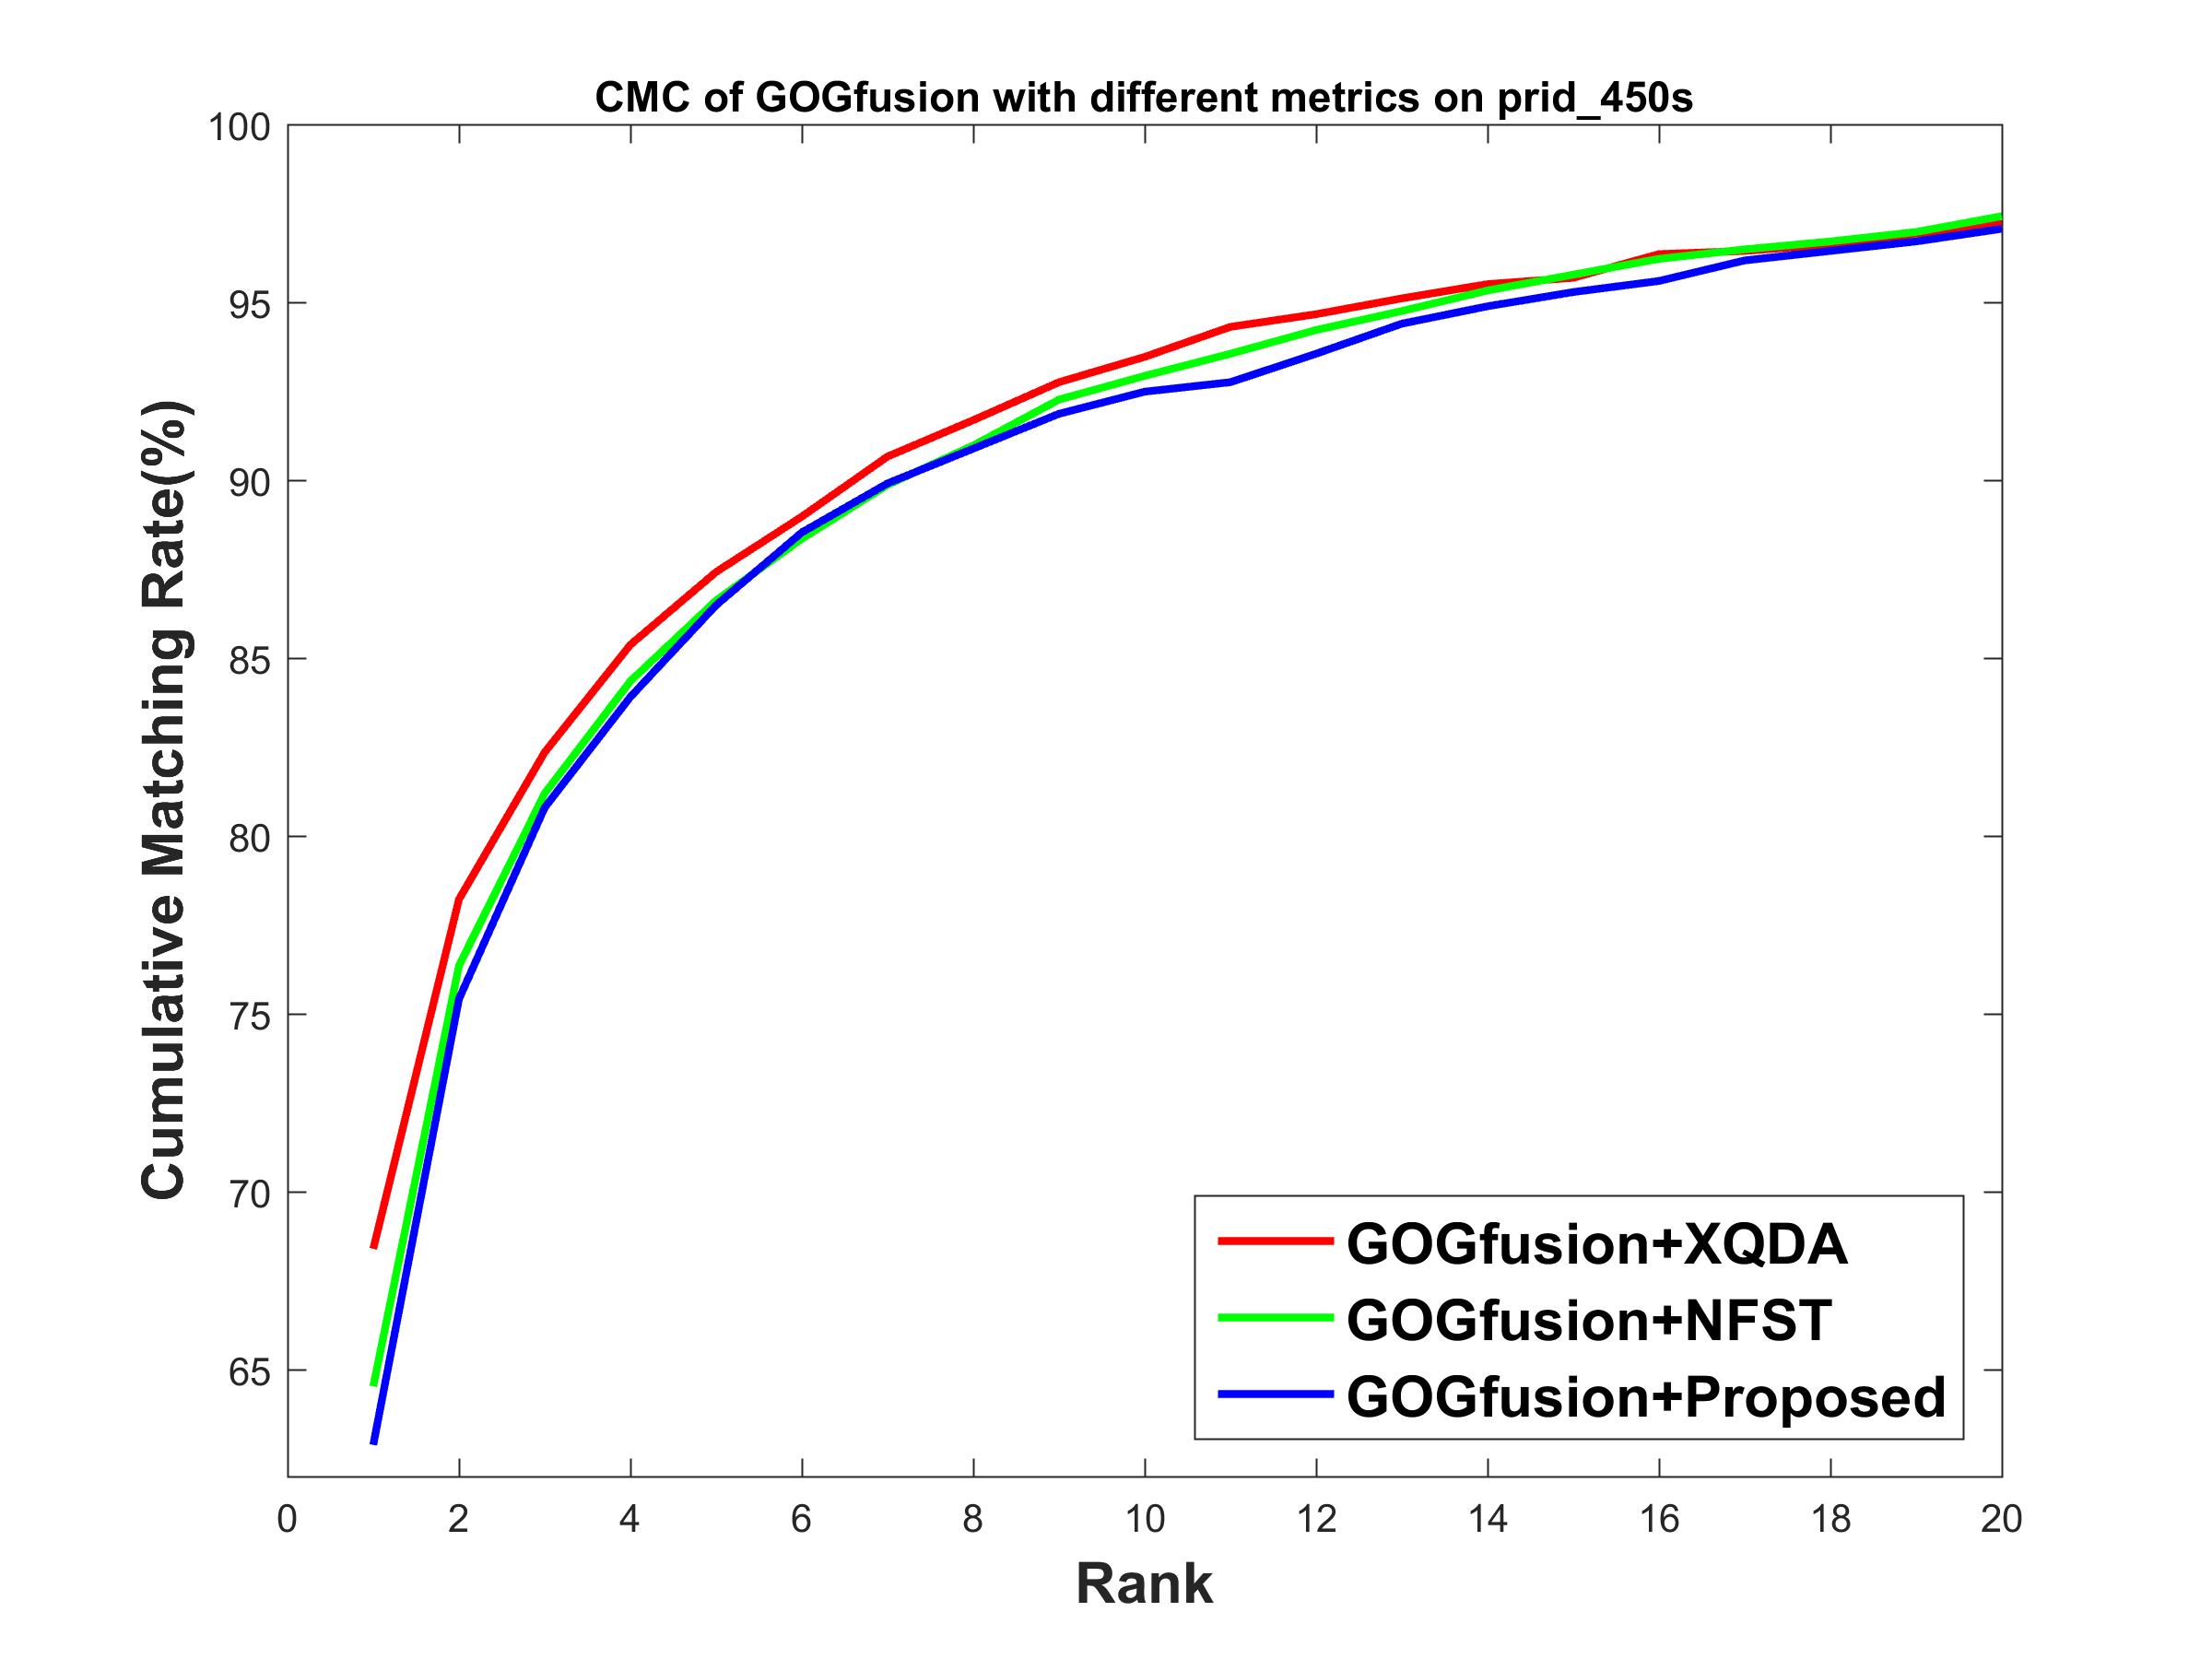 CMC of GOGfusion with different metrics on prid_450s
100
95
90
85
80
75
70
65
Cumulative Matching Rate(%)
GOGfusion+XQDA
GOGfusion+NFST
GOGfusion+Proposed
0 2 4 6 8 10 12 14 16 18 20
Rank